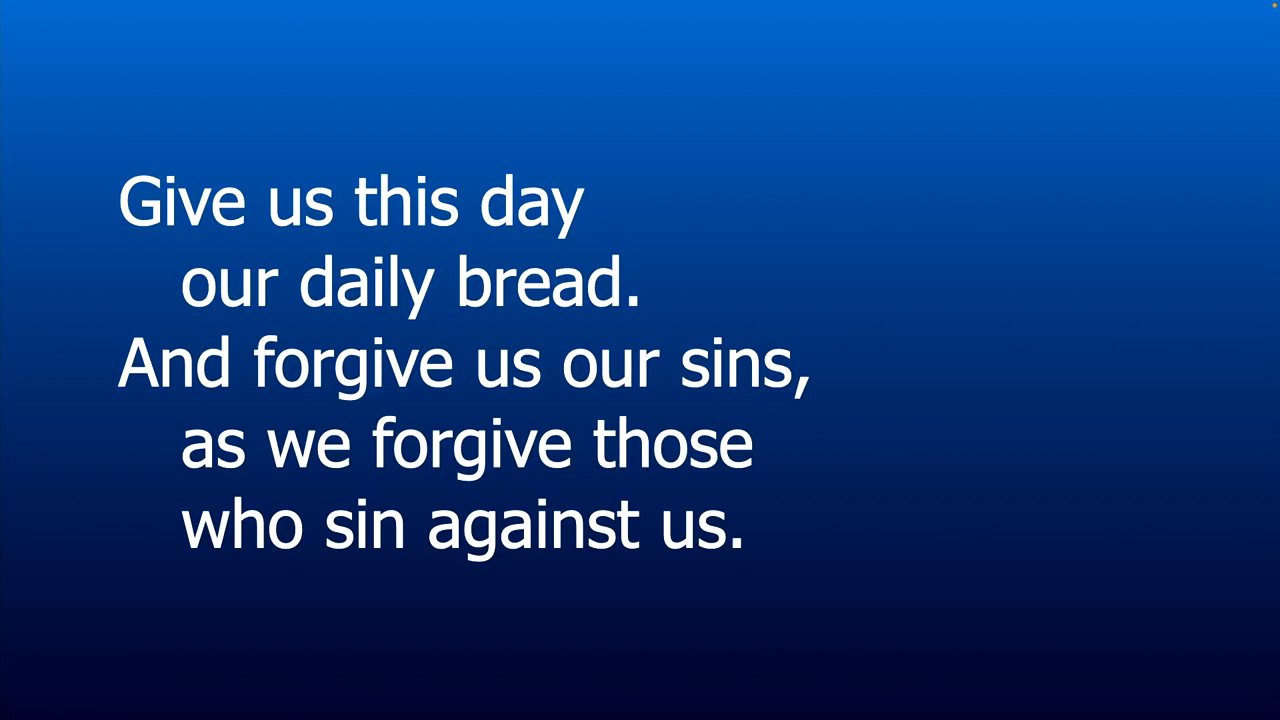 Give us this day
our daily bread.
And forgive us our sins,
as we forgive those
who sin against us.